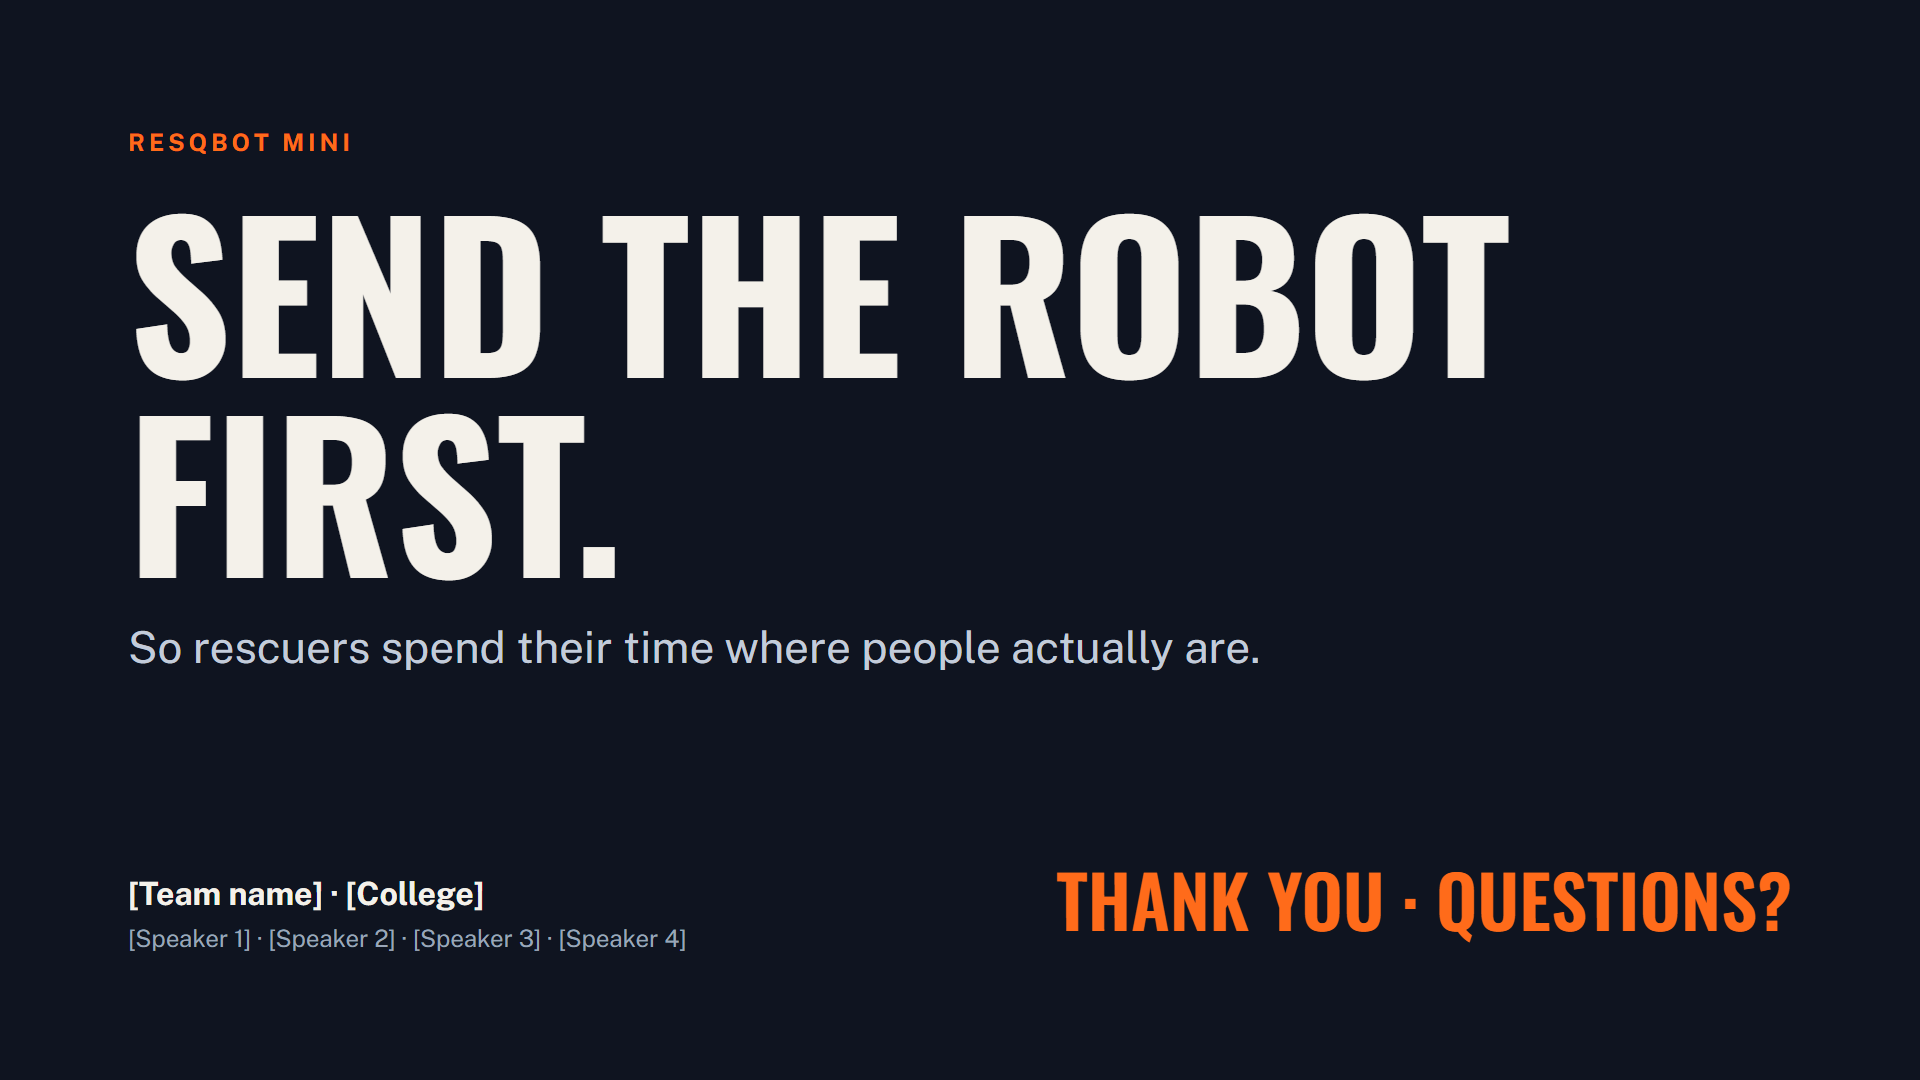 RESQBOT MINI
SEND THE ROBOT
FIRST.
So rescuers spend their time where people actually are.
[Team name] · [College]
[Speaker 1] · [Speaker 2] · [Speaker 3] · [Speaker 4]
THANK YOU · QUESTIONS?